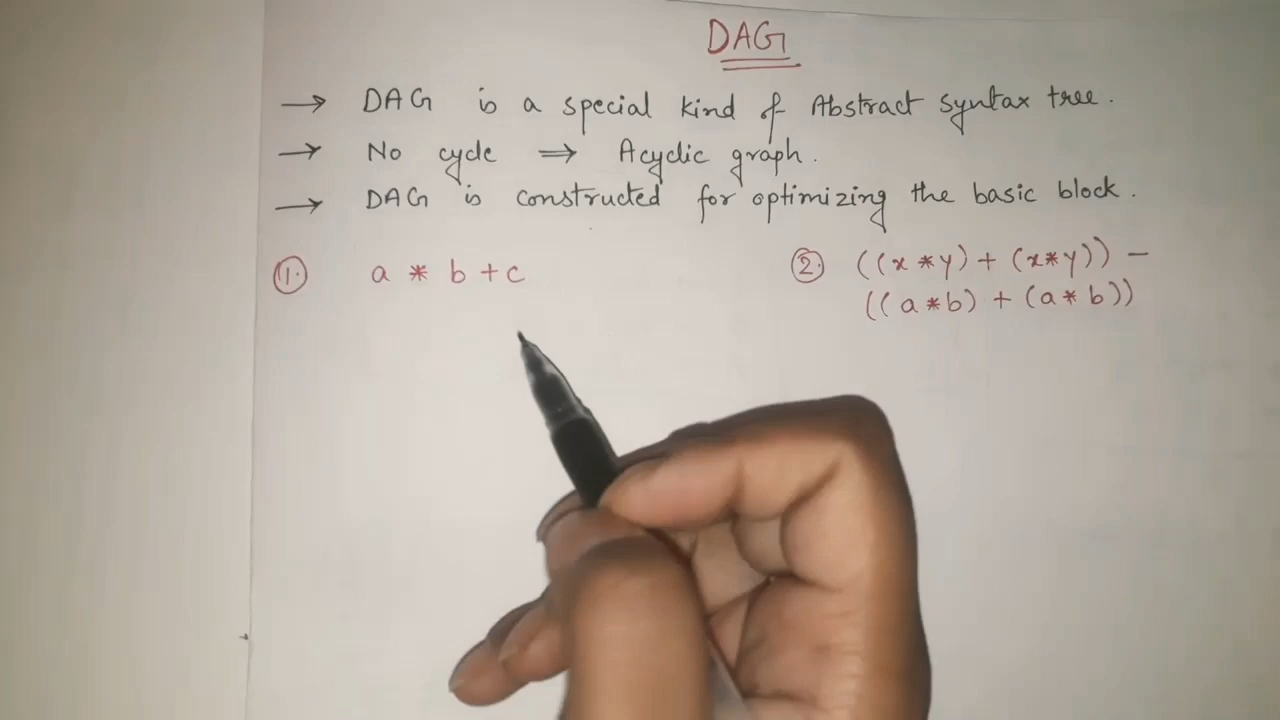 DAG
→ DAG is a special kind of Abstract syntax tree.
→ No cycle ⇒ Acyclic graph.
→ DAG is constructed for optimizing the basic block.
①. a * b + c
②. ((x * y) + (x * y)) -
((a * b) + (a * b))